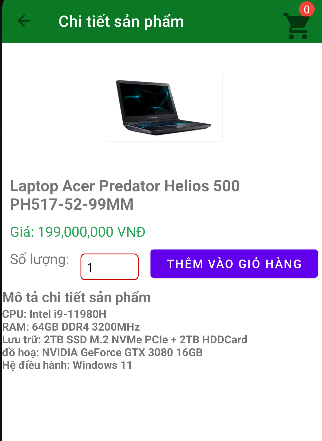 Chi tiết sản phẩm
0
Laptop Acer Predator Helios 500
PH517-52-99MM
Giá: 199,000,000 VNĐ
Số lượng:
1
THÊM VÀO GIỎ HÀNG
Mô tả chi tiết sản phẩm
CPU: Intel i9-11980H
RAM: 64GB DDR4 3200MHz
Lưu trữ: 2TB SSD M.2 NVMe PCIe + 2TB HDDCard
đồ hoạ: NVIDIA GeForce GTX 3080 16GB
Hệ điều hành: Windows 11